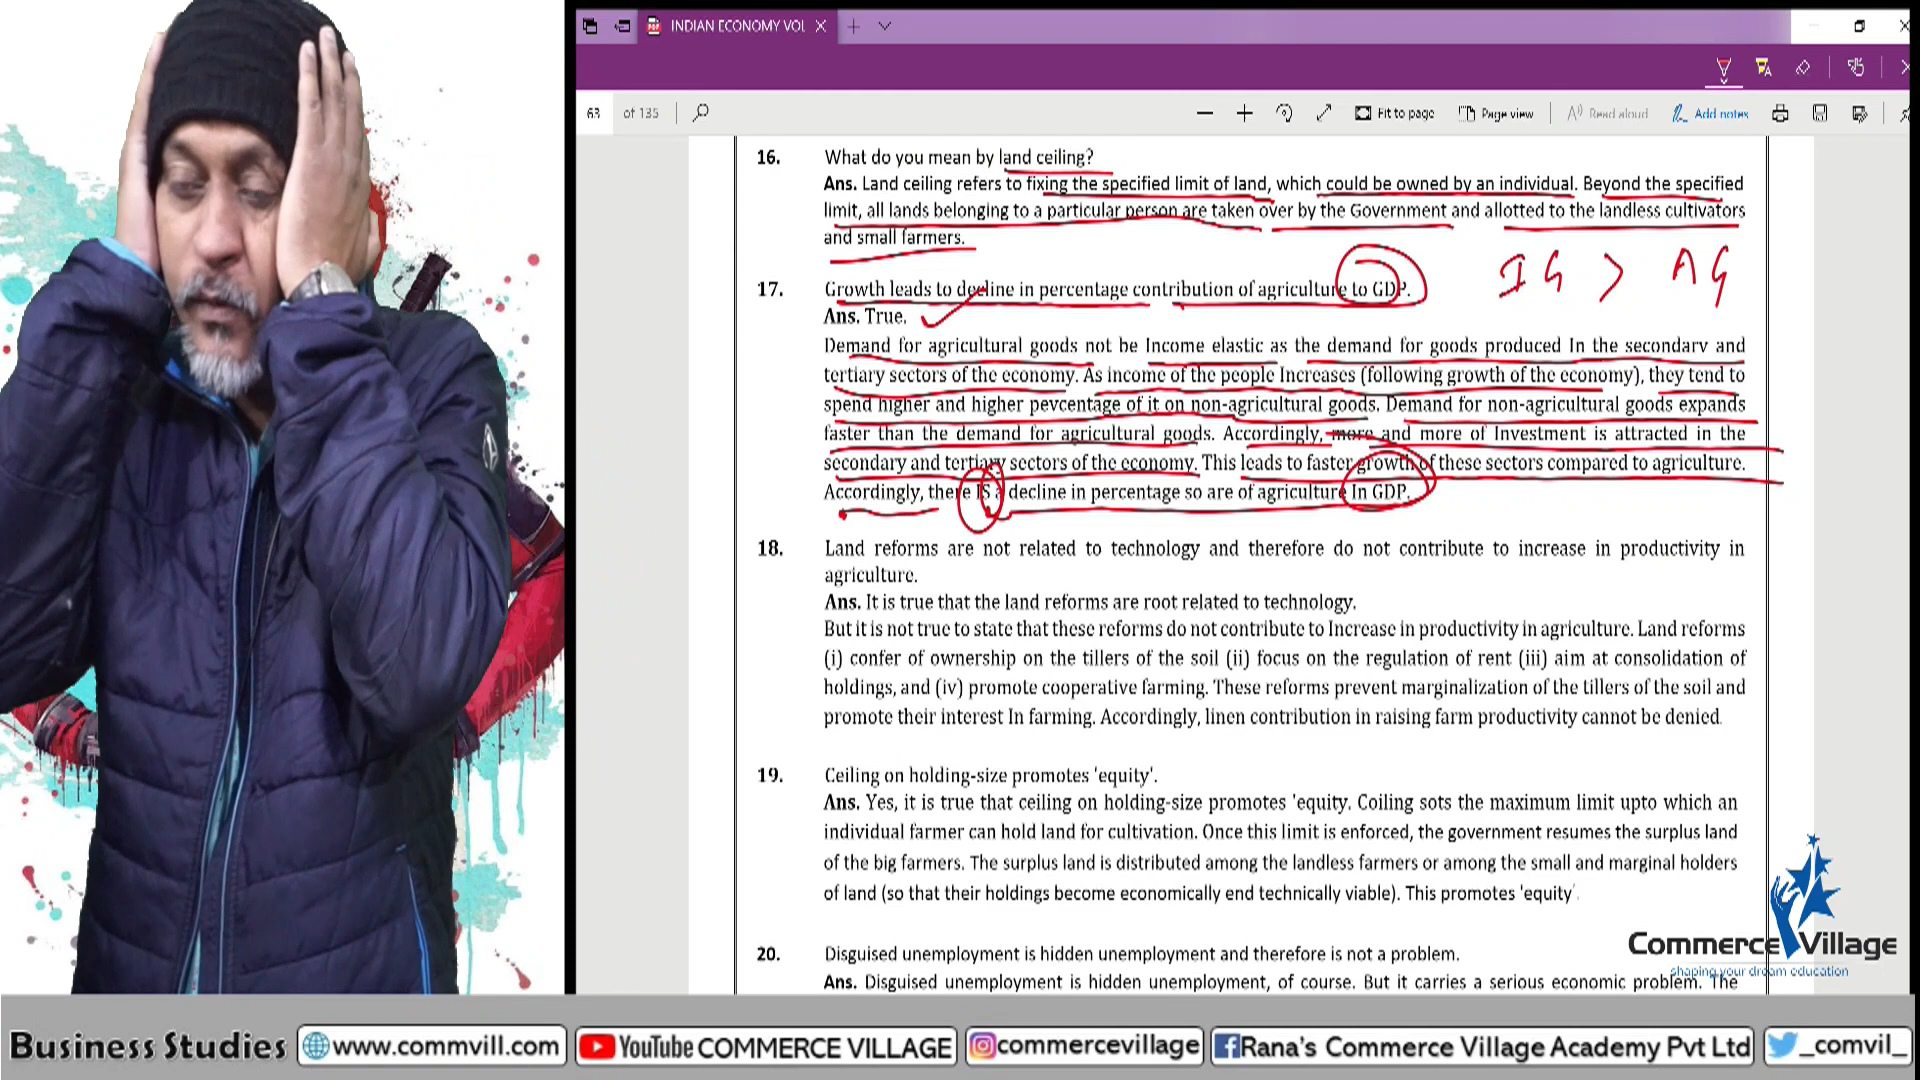 INDIAN ECONOMY VOL
63 of 135
Fit to page
Page view
Read aloud
Add notes
16. What do you mean by land ceiling?
Ans. Land ceiling refers to fixing the specified limit of land, which could be owned by an individual. Beyond the specified
limit, all lands belonging to a particular person are taken over by the Government and allotted to the landless cultivators
and small farmers.
IG > AG
17. Growth leads to decline in percentage contribution of agriculture to GDP.
Ans. True.
Demand for agricultural goods not be Income elastic as the demand for goods produced In the secondary and
tertiary sectors of the economy. As income of the people Increases (following growth of the economy), they tend to
spend higher and higher pevcentage of it on non-agricultural goods. Demand for non-agricultural goods expands
faster than the demand for agricultural goods. Accordingly, more and more of Investment is attracted in the
secondary and tertiary sectors of the economy. This leads to faster growth of these sectors compared to agriculture.
Accordingly, there IS a decline in percentage so are of agriculture In GDP.
18. Land reforms are not related to technology and therefore do not contribute to increase in productivity in
agriculture.
Ans. It is true that the land reforms are root related to technology.
But it is not true to state that these reforms do not contribute to Increase in productivity in agriculture. Land reforms
(i) confer of ownership on the tillers of the soil (ii) focus on the regulation of rent (iii) aim at consolidation of
holdings, and (iv) promote cooperative farming. These reforms prevent marginalization of the tillers of the soil and
promote their interest In farming. Accordingly, linen contribution in raising farm productivity cannot be denied
19. Ceiling on holding-size promotes 'equity'.
Ans. Yes, it is true that ceiling on holding-size promotes 'equity. Coiling sots the maximum limit upto which an
individual farmer can hold land for cultivation. Once this limit is enforced, the government resumes the surplus land
of the big farmers. The surplus land is distributed among the landless farmers or among the small and marginal holders
of land (so that their holdings become economically end technically viable). This promotes 'equity'
20. Disguised unemployment is hidden unemployment and therefore is not a problem.
Ans. Disguised unemployment is hidden unemployment, of course. But it carries a serious economic problem. The
Commerce Village
shaping your dream education
Business Studies
www.commvill.com
YouTube COMMERCE VILLAGE
commercevillage
Rana's Commerce Village Academy Pvt Ltd
_comvil_